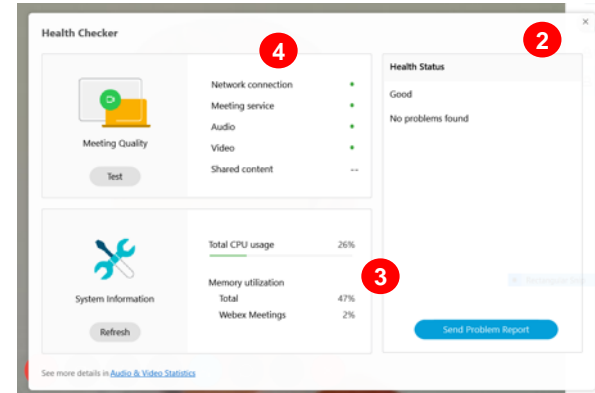 Health Checker
2
4
Network connection
Meeting service
Audio
Video
Shared content --
Meeting Quality
Test
Health Status
Good
No problems found
Total CPU usage 26%
Memory utilization
Total 47%
Webex Meetings 2%
3
System Information
Refresh
Send Problem Report
See more details in Audio & Video Statistics